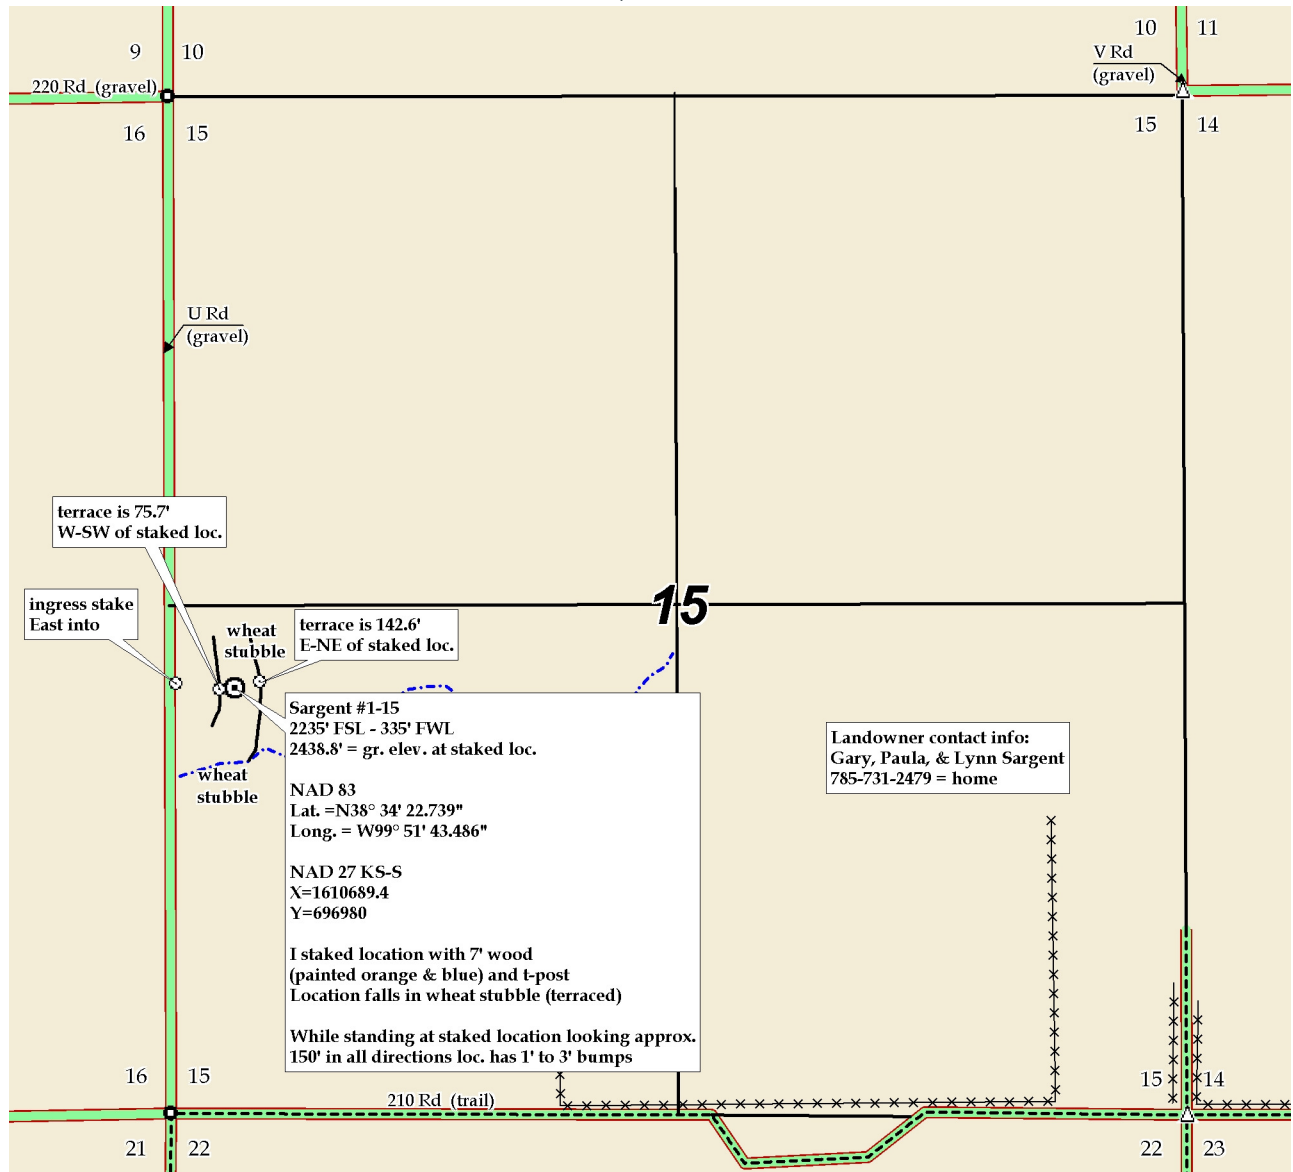 9 10
10 11
V Rd
(gravel)
220 Rd (gravel)
16 15
15 14
U Rd
(gravel)
terrace is 75.7'
W-SW of staked loc.
ingress stake
East into
wheat
stubble
terrace is 142.6'
E-NE of staked loc.
15
Sargent #1-15
2235' FSL - 335' FWL
2438.8' = gr. elev. at staked loc.
NAD 83
Lat. =N38° 34' 22.739"
Long. = W99° 51' 43.486"
NAD 27 KS-S
X=1610689.4
Y=696980
I staked location with 7' wood
(painted orange & blue) and t-post
Location falls in wheat stubble (terraced)
While standing at staked location looking approx.
150' in all directions loc. has 1' to 3' bumps
wheat
stubble
Landowner contact info:
Gary, Paula, & Lynn Sargent
785-731-2479 = home
16 15
15 14
210 Rd (trail)
21 22
22 23